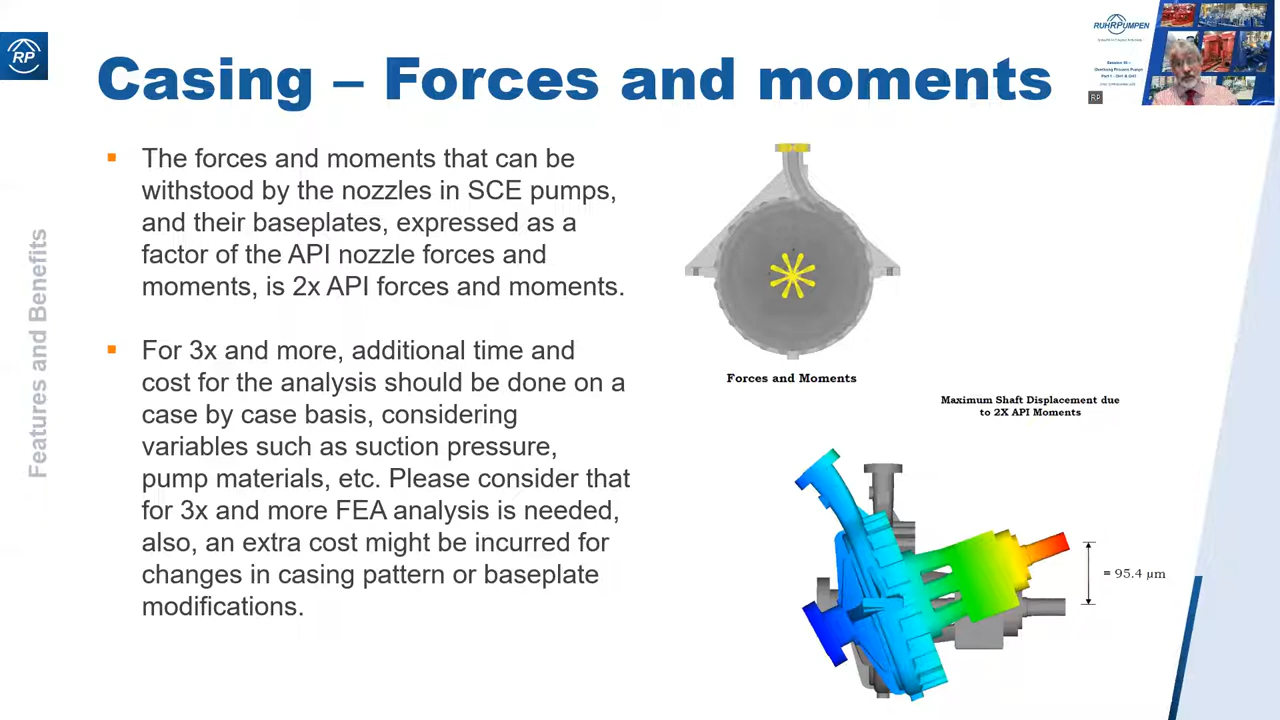 RP
Casing – Forces and moments
RUHRPUMPEN
RP
Features and Benefits
▪ The forces and moments that can be
withstood by the nozzles in SCE pumps,
and their baseplates, expressed as a
factor of the API nozzle forces and
moments, is 2x API forces and moments.
▪ For 3x and more, additional time and
cost for the analysis should be done on a
case by case basis, considering
variables such as suction pressure,
pump materials, etc. Please consider that
for 3x and more FEA analysis is needed,
also, an extra cost might be incurred for
changes in casing pattern or baseplate
modifications.
Forces and Moments
Maximum Shaft Displacement due
to 2X API Moments
= 95.4 µm